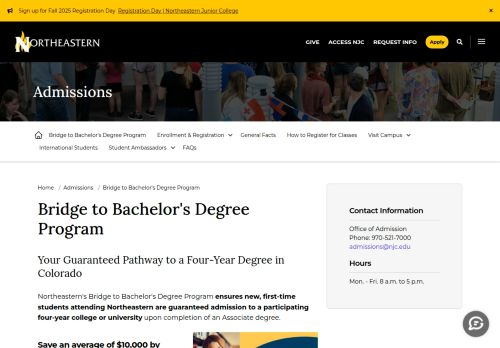 Sign up for Fall 2025 Registration Day  Registration Day | Northeastern Junior College
×
NORTHEASTERN
GIVE
ACCESS NJC
REQUEST INFO
Apply
Admissions
Bridge to Bachelor's Degree Program
Enrollment & Registration
General Facts
How to Register for Classes
Visit Campus
International Students
Student Ambassadors
FAQs
Home / Admissions / Bridge to Bachelor's Degree Program
Bridge to Bachelor's Degree
Program
Your Guaranteed Pathway to a Four-Year Degree in
Colorado
Northeastern's Bridge to Bachelor's Degree Program ensures new, first-time
students attending Northeastern are guaranteed admission to a participating
four-year college or university upon completion of an Associate degree.
Save an average of $10,000 by
Contact Information
Office of Admission
Phone: 970-521-7000
admissions@njc.edu
Hours
Mon. - Fri. 8 a.m. to 5 p.m.